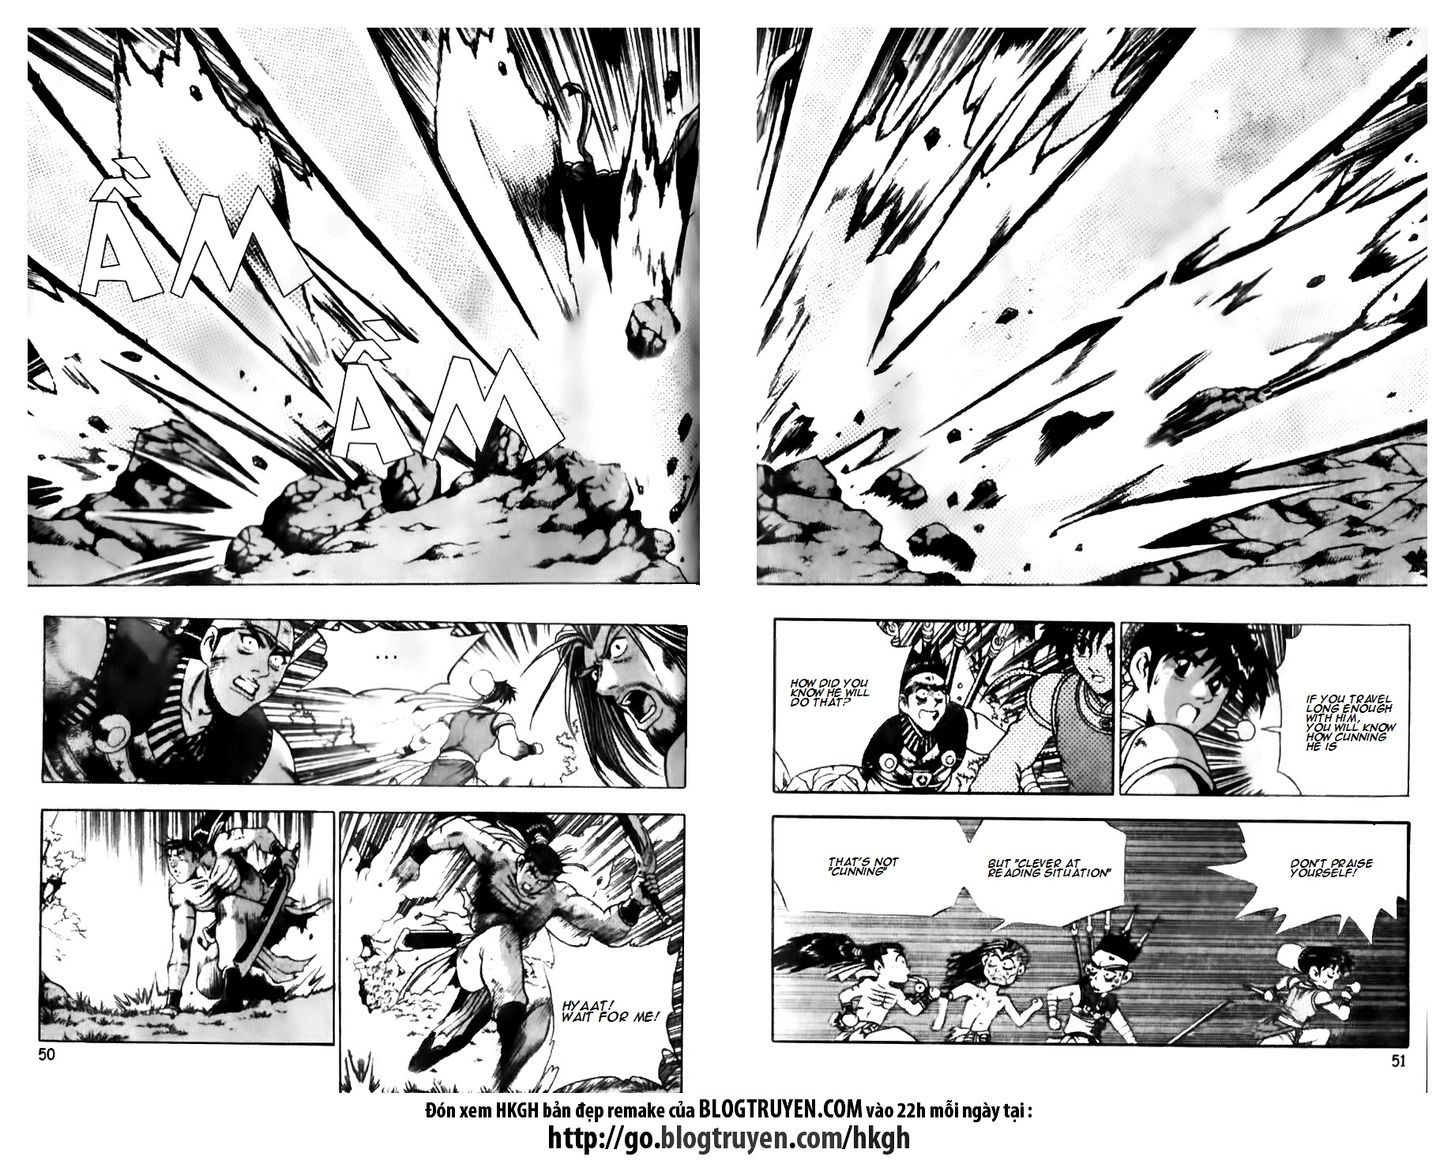 ẦM
ẦM
...
HYAAT!
WAIT FOR ME!
50
HOW DID YOU
KNOW HE WILL
DO THAT?
IF YOU TRAVEL
LONG ENOUGH
WITH HIM,
YOU WILL KNOW
HOW CUNNING
HE IS
THAT'S NOT
"CUNNING"
BUT "CLEVER AT
READING SITUATION"
DON'T PRAISE
YOURSELF!
51
Đón xem HKGH bản đẹp remake của BLOGTRUYEN.COM vào 22h mỗi ngày tại :
http://go.blogtruyen.com/hkgh